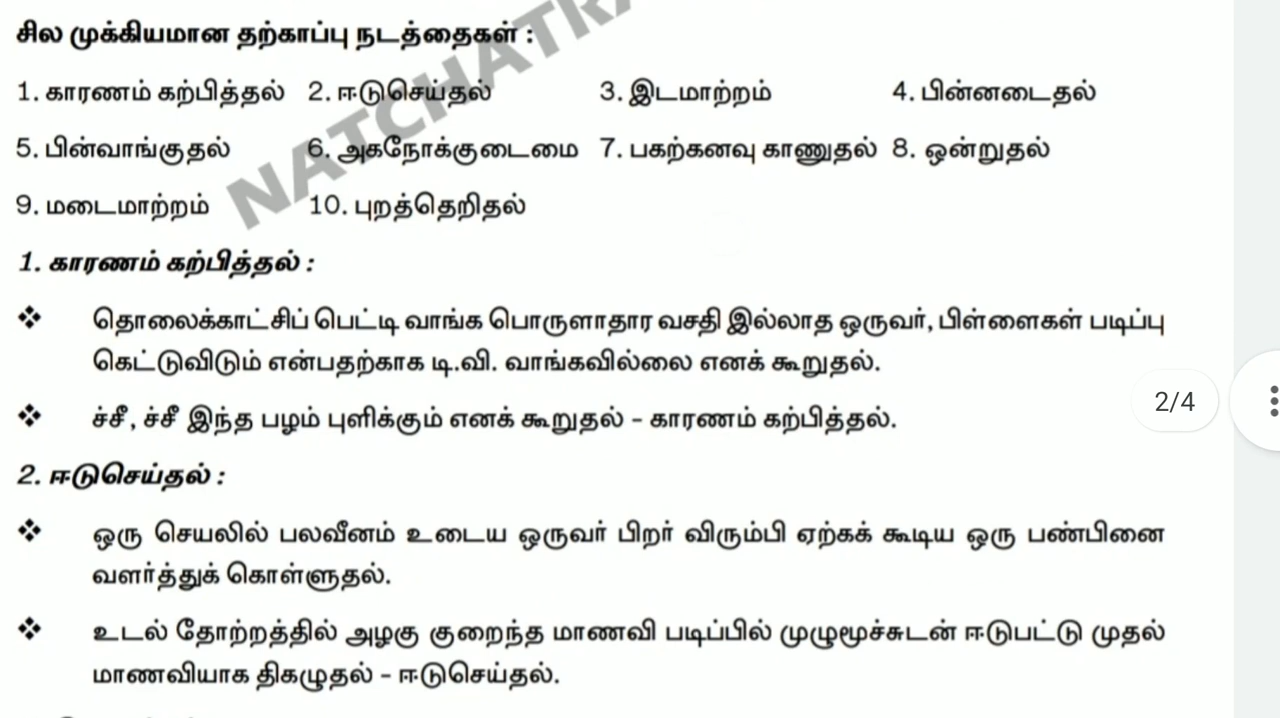 சில முக்கியமான தற்காப்பு நடத்தைகள் :
1. காரணம் கற்பித்தல் 2. ஈடுசெய்தல் 3. இடமாற்றம் 4. பின்னடைதல்
5. பின்வாங்குதல் 6. அகநோக்குடைமை 7. பகற்கனவு காணுதல் 8. ஒன்றுதல்
9. மடைமாற்றம் 10. புறத்தெறிதல்
NATCHATRA
1. காரணம் கற்பித்தல் :
❖ தொலைக்காட்சிப் பெட்டி வாங்க பொருளாதார வசதி இல்லாத ஒருவர், பிள்ளைகள் படிப்பு
கெட்டுவிடும் என்பதற்காக டி.வி. வாங்கவில்லை எனக் கூறுதல்.
❖ ச்சீ, ச்சீ இந்த பழம் புளிக்கும் எனக் கூறுதல் – காரணம் கற்பித்தல்.
2/4
2. ஈடுசெய்தல் :
❖ ஒரு செயலில் பலவீனம் உடைய ஒருவர் பிறர் விரும்பி ஏற்கக் கூடிய ஒரு பண்பினை
வளர்த்துக் கொள்ளுதல்.
❖ உடல் தோற்றத்தில் அழகு குறைந்த மாணவி படிப்பில் முழுமூச்சுடன் ஈடுபட்டு முதல்
மாணவியாக திகழுதல் – ஈடுசெய்தல்.